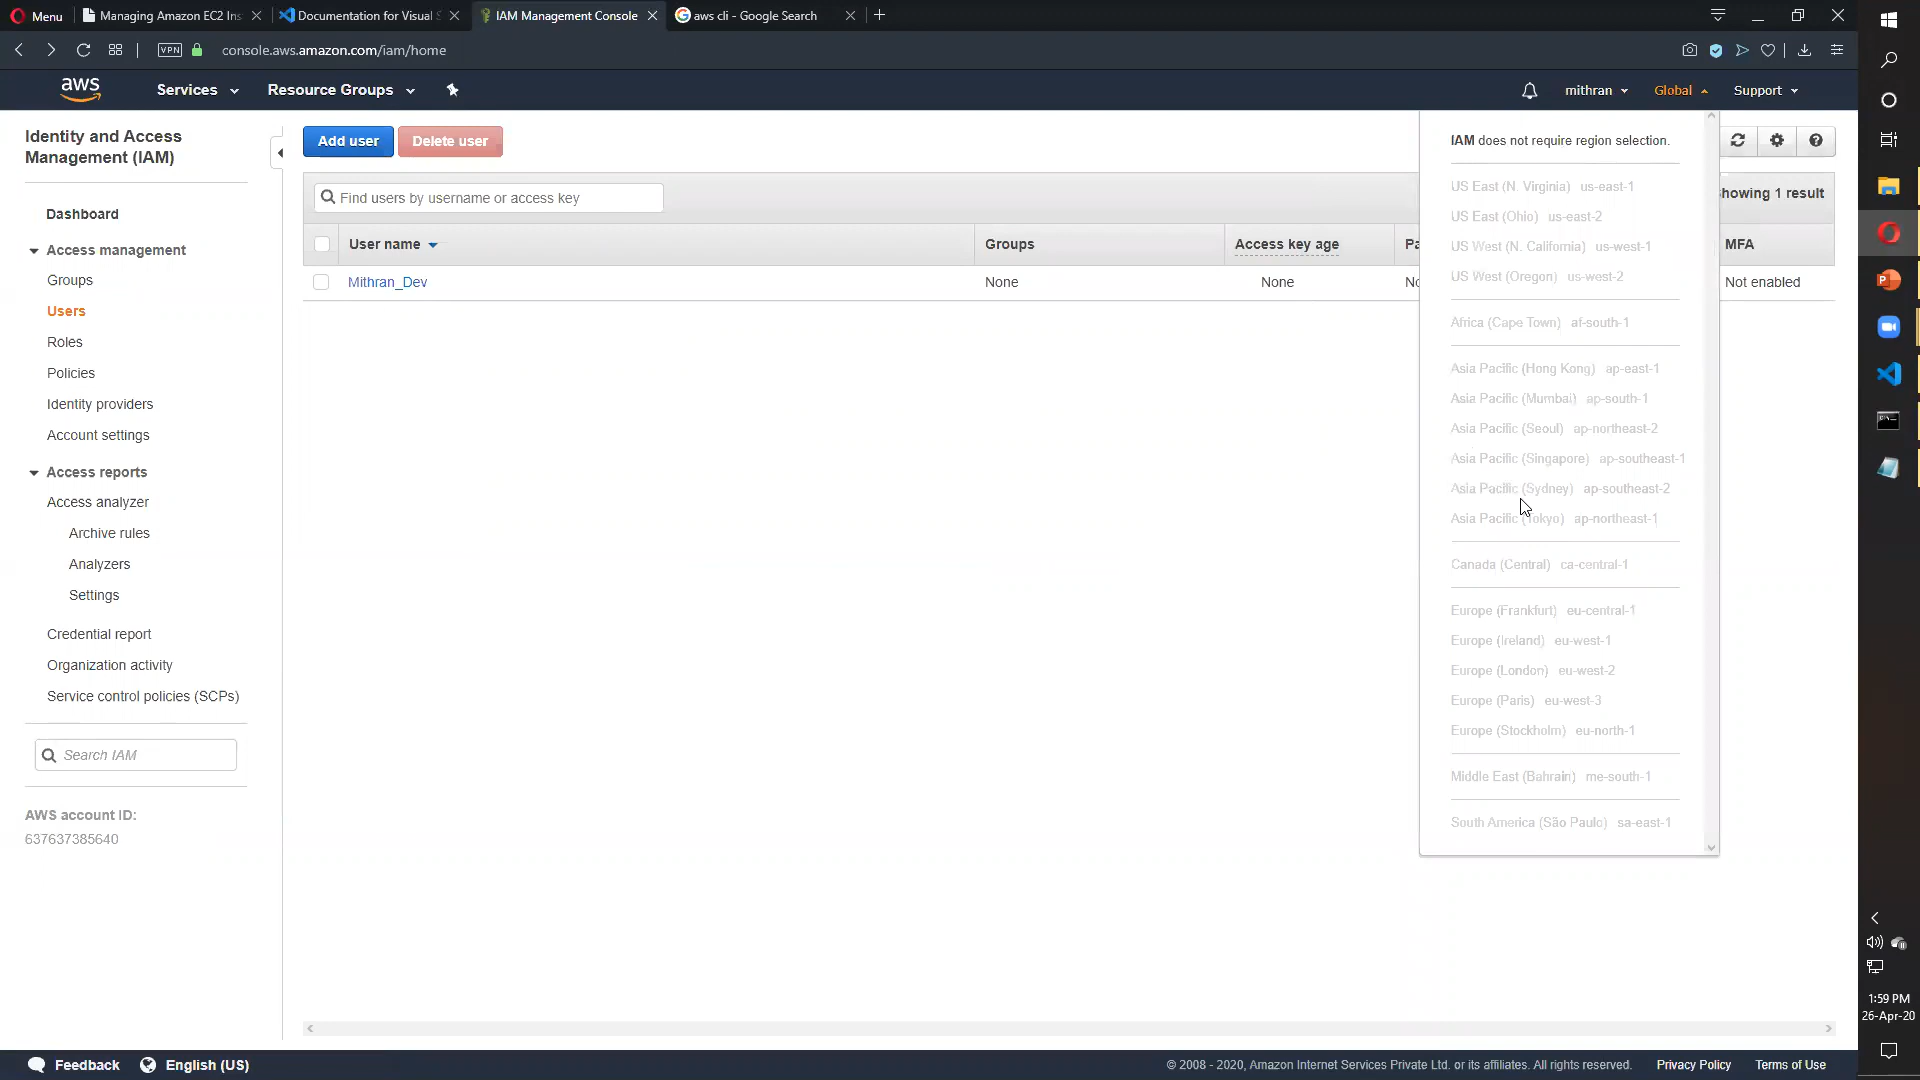 Menu
Managing Amazon EC2 Ins
Documentation for Visual S
IAM Management Console
aws cli - Google Search
VPN
console.aws.amazon.com/iam/home
aws
Services
Resource Groups
mithran
Global
Support
Identity and Access
Management (IAM)
Dashboard
Access management
Groups
Users
Roles
Policies
Identity providers
Account settings
Access reports
Access analyzer
Archive rules
Analyzers
Settings
Credential report
Organization activity
Service control policies (SCPs)
Search IAM
AWS account ID:
637637385640
Add user
Delete user
Find users by username or access key
howing 1 result
User name
Groups
Access key age
Pa
MFA
Mithran_Dev
None
None
No
Not enabled
IAM does not require region selection.
US East (N. Virginia) us-east-1
US East (Ohio) us-east-2
US West (N. California) us-west-1
US West (Oregon) us-west-2
Africa (Cape Town) af-south-1
Asia Pacific (Hong Kong) ap-east-1
Asia Pacific (Mumbai) ap-south-1
Asia Pacific (Seoul) ap-northeast-2
Asia Pacific (Singapore) ap-southeast-1
Asia Pacific (Sydney) ap-southeast-2
Asia Pacific (Tokyo) ap-northeast-1
Canada (Central) ca-central-1
Europe (Frankfurt) eu-central-1
Europe (Ireland) eu-west-1
Europe (London) eu-west-2
Europe (Paris) eu-west-3
Europe (Stockholm) eu-north-1
Middle East (Bahrain) me-south-1
South America (São Paulo) sa-east-1
1:59 PM
26-Apr-20
Feedback
English (US)
© 2008 - 2020, Amazon Internet Services Private Ltd. or its affiliates. All rights reserved.
Privacy Policy
Terms of Use